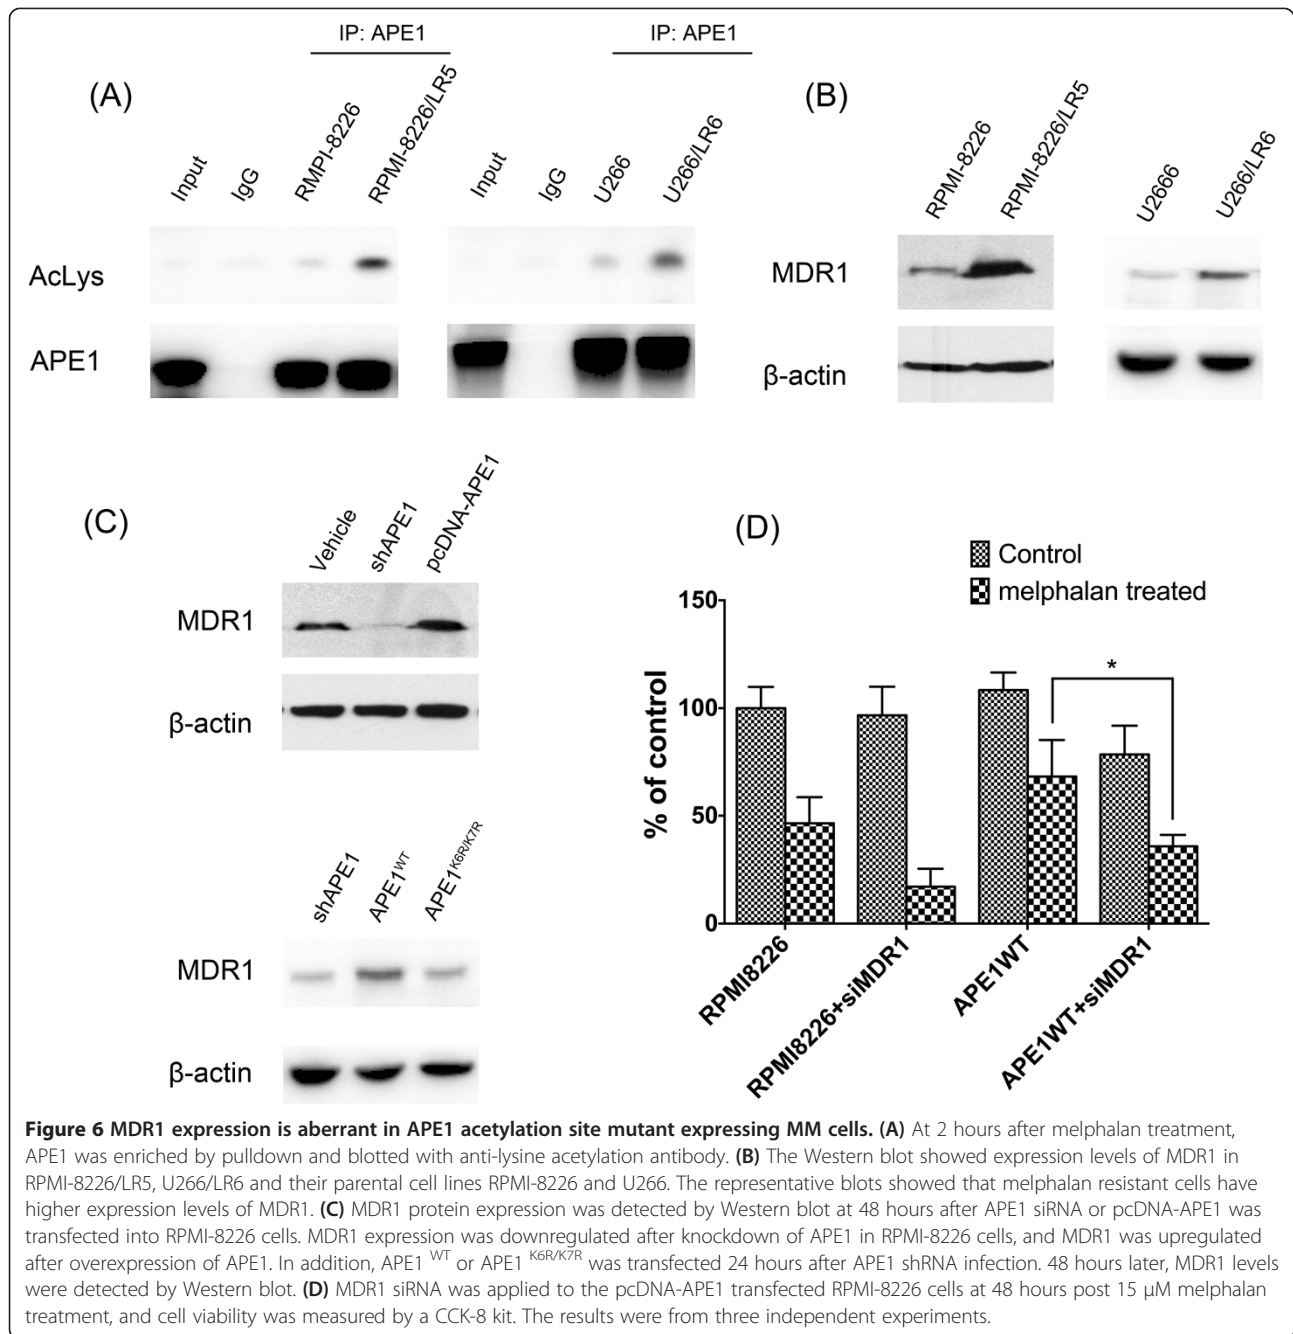 IP: APE1
IP: APE1
(A)
Input
IgG
RMPI-8226
RPMI-8226/LR5
Input
IgG
U266
U266/LR6
AcLys
APE1
(B)
RPMI-8226
RPMI-8226/LR5
U2666
U266/LR6
MDR1
β-actin
(C)
Vehicle
shAPE1
pcDNA-APE1
MDR1
β-actin
shAPE1
APE1^WT
APE1^K6R/K7R
MDR1
β-actin
(D)
Control
melphalan treated
% of control
150
100
50
0
*
RPMI8226
RPMI8226+siMDR1
APE1WT
APE1WT+siMDR1
Figure 6 MDR1 expression is aberrant in APE1 acetylation site mutant expressing MM cells. (A) At 2 hours after melphalan treatment,
APE1 was enriched by pulldown and blotted with anti-lysine acetylation antibody. (B) The Western blot showed expression levels of MDR1 in
RPMI-8226/LR5, U266/LR6 and their parental cell lines RPMI-8226 and U266. The representative blots showed that melphalan resistant cells have
higher expression levels of MDR1. (C) MDR1 protein expression was detected by Western blot at 48 hours after APE1 siRNA or pcDNA-APE1 was
transfected into RPMI-8226 cells. MDR1 expression was downregulated after knockdown of APE1 in RPMI-8226 cells, and MDR1 was upregulated
after overexpression of APE1. In addition, APE1 ^WT or APE1 ^K6R/K7R was transfected 24 hours after APE1 shRNA infection. 48 hours later, MDR1 levels
were detected by Western blot. (D) MDR1 siRNA was applied to the pcDNA-APE1 transfected RPMI-8226 cells at 48 hours post 15 μM melphalan
treatment, and cell viability was measured by a CCK-8 kit. The results were from three independent experiments.